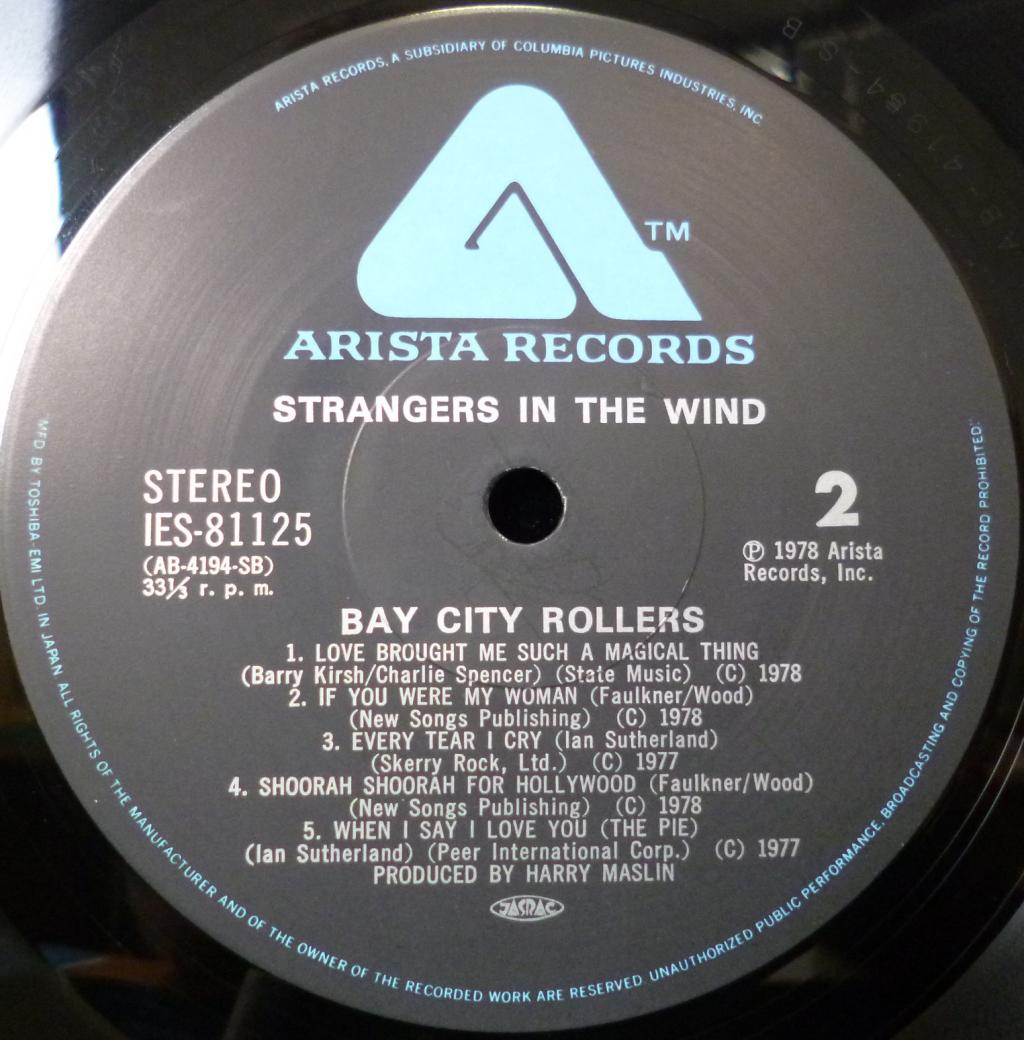 ARISTA RECORDS, A SUBSIDIARY OF COLUMBIA PICTURES INDUSTRIES, INC.
TM
ARISTA RECORDS
STRANGERS IN THE WIND
STEREO
IES-81125
(AB-4194-SB)
33⅓ r. p. m.
2
℗ 1978 Arista
Records, Inc.
BAY CITY ROLLERS
1. LOVE BROUGHT ME SUCH A MAGICAL THING
(Barry Kirsh/Charlie Spencer) (State Music) (C) 1978
2. IF YOU WERE MY WOMAN (Faulkner/Wood)
(New Songs Publishing) (C) 1978
3. EVERY TEAR I CRY (Ian Sutherland)
(Skerry Rock, Ltd.) (C) 1977
4. SHOORAH SHOORAH FOR HOLLYWOOD (Faulkner/Wood)
(New Songs Publishing) (C) 1978
5. WHEN I SAY I LOVE YOU (THE PIE)
(Ian Sutherland) (Peer International Corp.) (C) 1977
PRODUCED BY HARRY MASLIN
JASRAC
MFD. BY TOSHIBA-EMI LTD. IN JAPAN ALL RIGHTS OF THE MANUFACTURER AND OF THE OWNER OF THE RECORDED WORK ARE RESERVED. UNAUTHORIZED PUBLIC PERFORMANCE, BROADCASTING AND COPYING OF THE RECORD PROHIBITED.